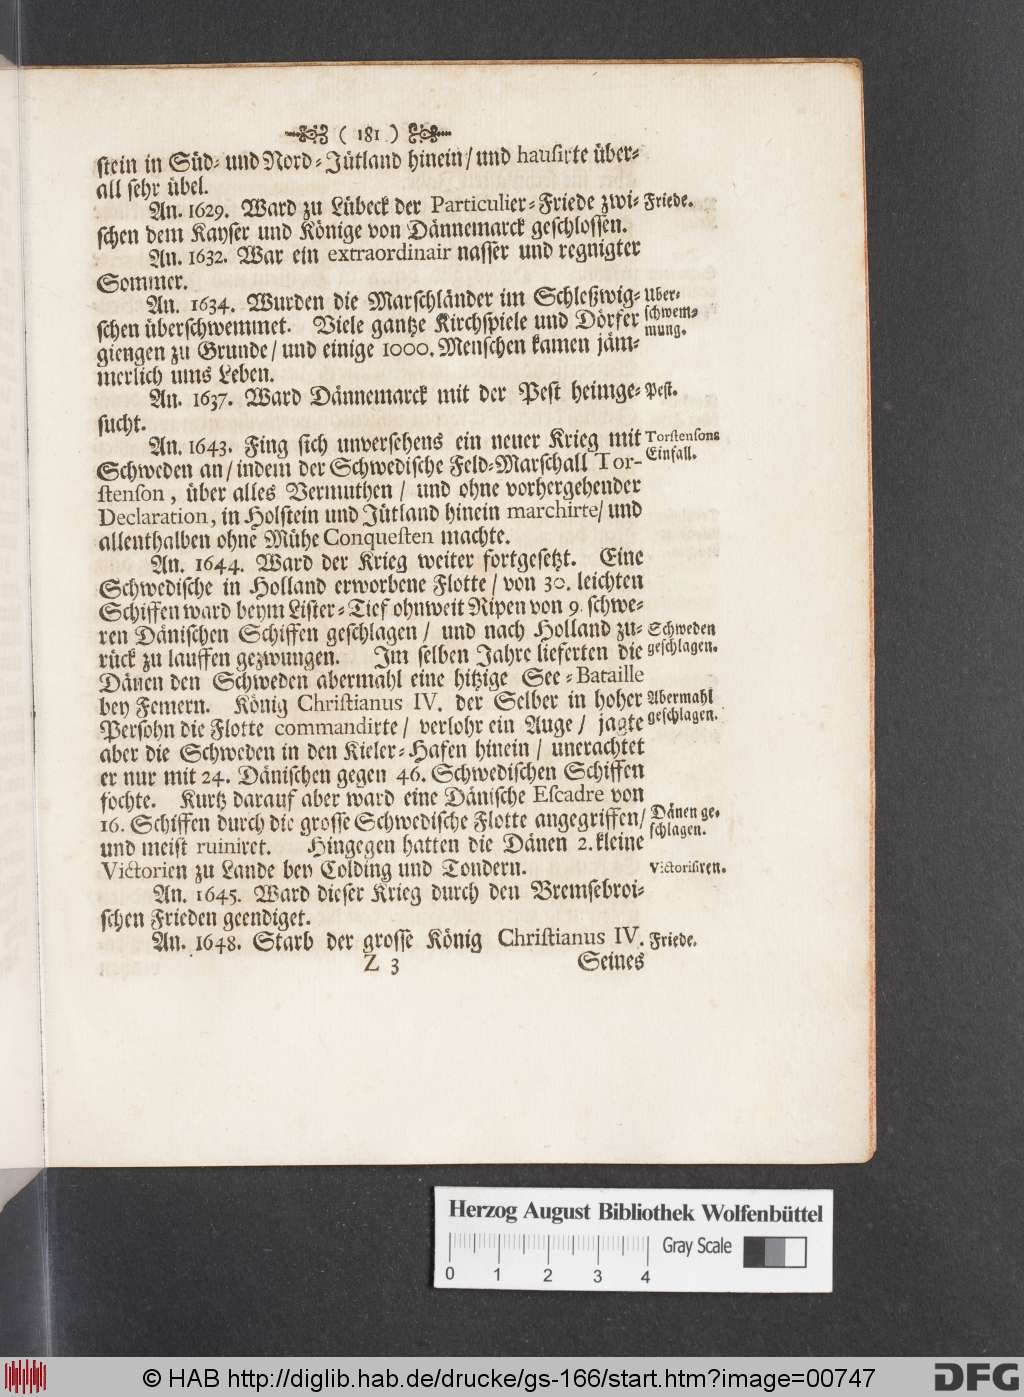 ( 181 )
stein in Süd- und Nord-Jütland hinein/ und hausirte über-
all sehr übel.
An. 1629. Ward zu Lübeck der Particulier-Friede zwi-
Friede.
schen dem Kayser und Könige von Dännemarck geschlossen.
An. 1632. War ein extraordinair nasser und regnigter
Sommer.
An. 1634. Wurden die Marschländer im Schleßwig-
Uber-
schen überschwemmet. Viele gantze Kirchspiele und Dörfer
schwem-
giengen zu Grunde/ und einige 1000. Menschen kamen jäm-
mung.
merlich ums Leben.
An. 1637. Ward Dännemarck mit der Pest heimge-
Pest.
sucht.
An. 1643. Fing sich unversehens ein neuer Krieg mit
Torstensons
Schweden an/ indem der Schwedische Feld-Marschall Tor-
Einfall.
stenson, über alles Vermuthen/ und ohne vorhergehender
Declaration, in Holstein und Jütland hinein marchirte/ und
allenthalben ohne Mühe Conquesten machte.
An. 1644. Ward der Krieg weiter fortgesetzt. Eine
Schwedische in Holland erworbene Flotte/ von 30. leichten
Schiffen ward beym Lister-Tief ohnweit Ripen von 9. schwe-
ren Dänischen Schiffen geschlagen/ und nach Holland zu-
Schweden
rück zu lauffen gezwungen. Im selben Jahre lieferten die
geschlagen.
Dänen den Schweden abermahl eine hitzige See-Bataille
bey Femern. König Christianus IV. der Selber in hoher
Abermahl
Persohn die Flotte commandirte/ verlohr ein Auge/ jagte
geschlagen.
aber die Schweden in den Kieler-Hafen hinein/ unerachtet
er nur mit 24. Dänischen gegen 46. Schwedischen Schiffen
fochte. Kurtz darauf aber ward eine Dänische Escadre von
16. Schiffen durch die grosse Schwedische Flotte angegriffen/
Dänen ge-
schlagen.
und meist ruiniret. Hingegen hatten die Dänen 2. kleine
Victorien zu Lande bey Colding und Tondern.
Victorisiren.
An. 1645. Ward dieser Krieg durch den Bremsebroi-
schen Frieden geendiget.
An. 1648. Starb der grosse König Christianus IV.
Friede.
Z 3
Seines
Herzog August Bibliothek Wolfenbüttel
Gray Scale
0 1 2 3 4
© HAB http://diglib.hab.de/drucke/gs-166/start.htm?image=00747
DFG